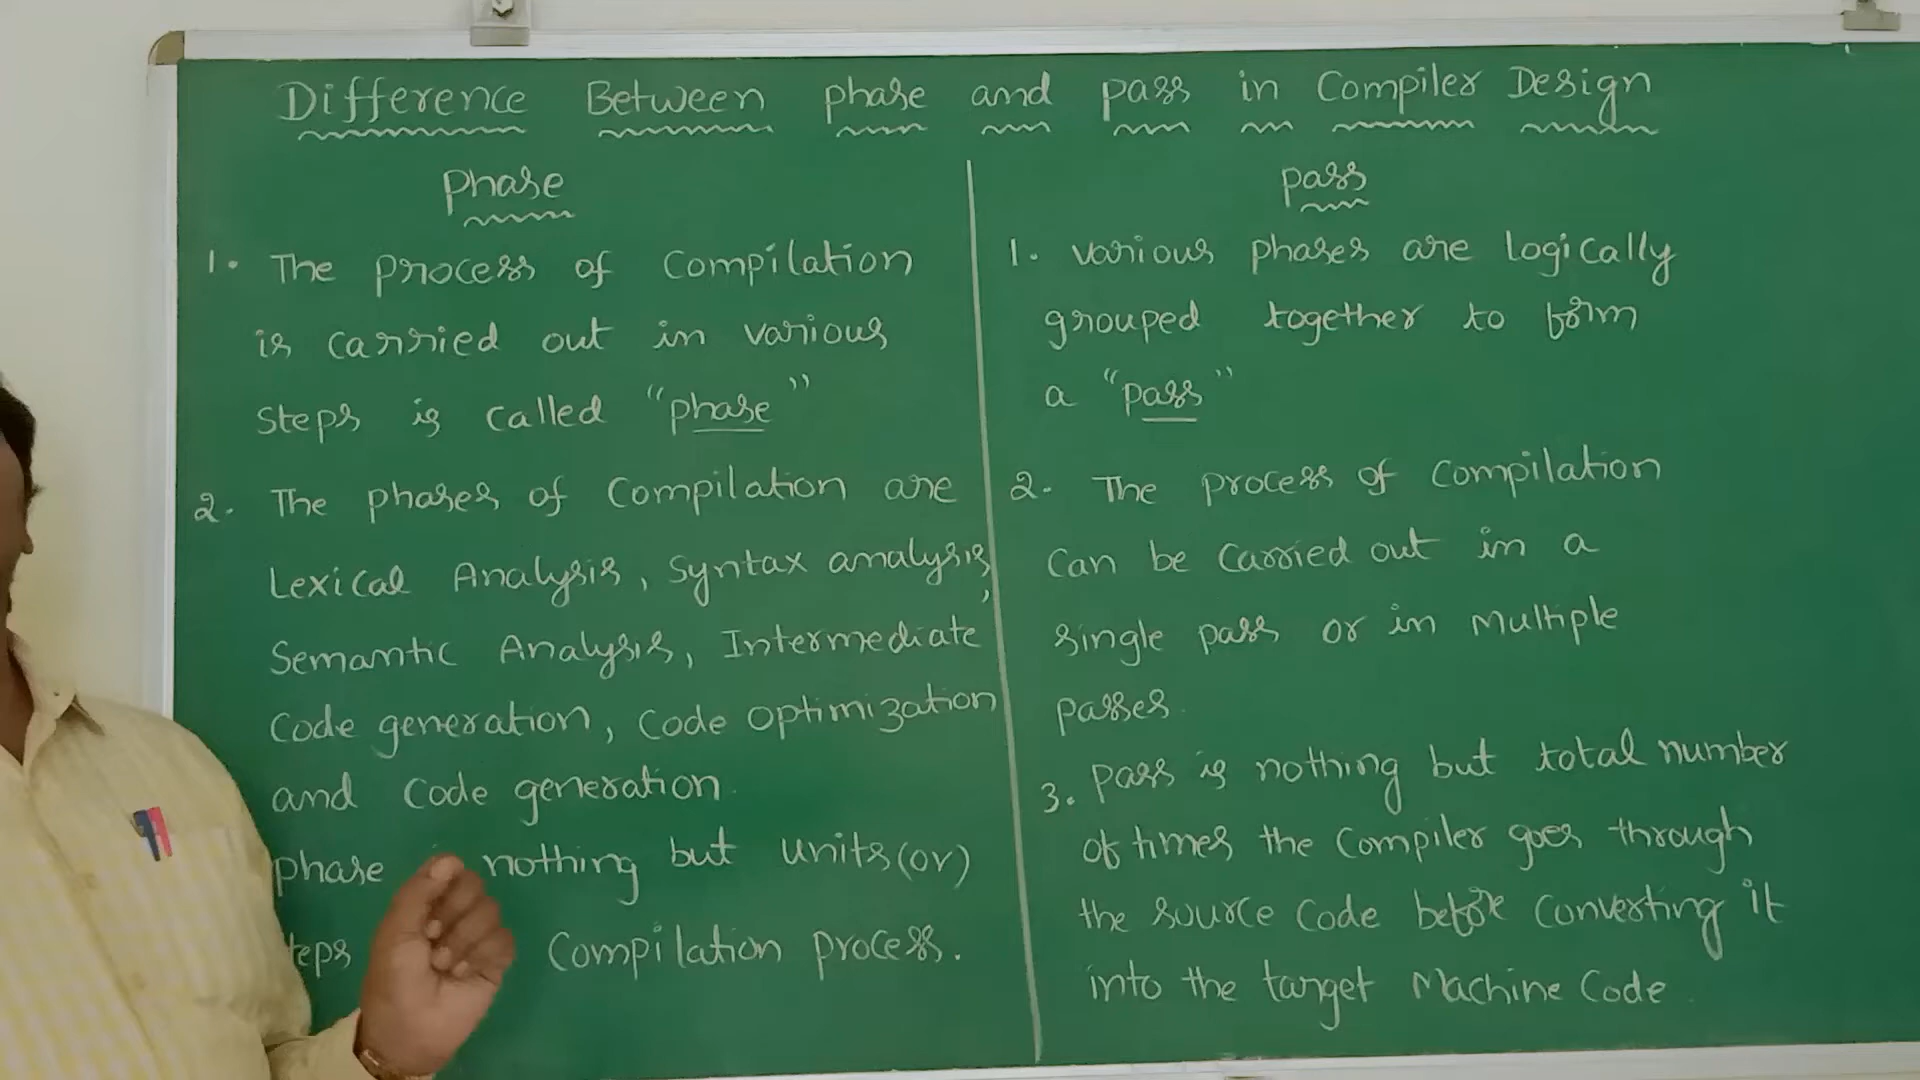 Difference Between phase and pass in Compiler Design
Phase
1. The process of Compilation
is carried out in various
steps is called "phase"
2. The phases of Compilation are
Lexical Analysis, Syntax analysis,
Semantic Analysis, Intermediate
Code generation, Code Optimization
and Code generation.
phase nothing but units (or)
teps Compilation process.
pass
1. various phases are logically
grouped together to form
a "pass"
2. The process of Compilation
Can be Carried out in a
single pass or in multiple
passes.
3. pass is nothing but total number
of times the Compiler goes through
the source Code before Converting it
into the target Machine Code.